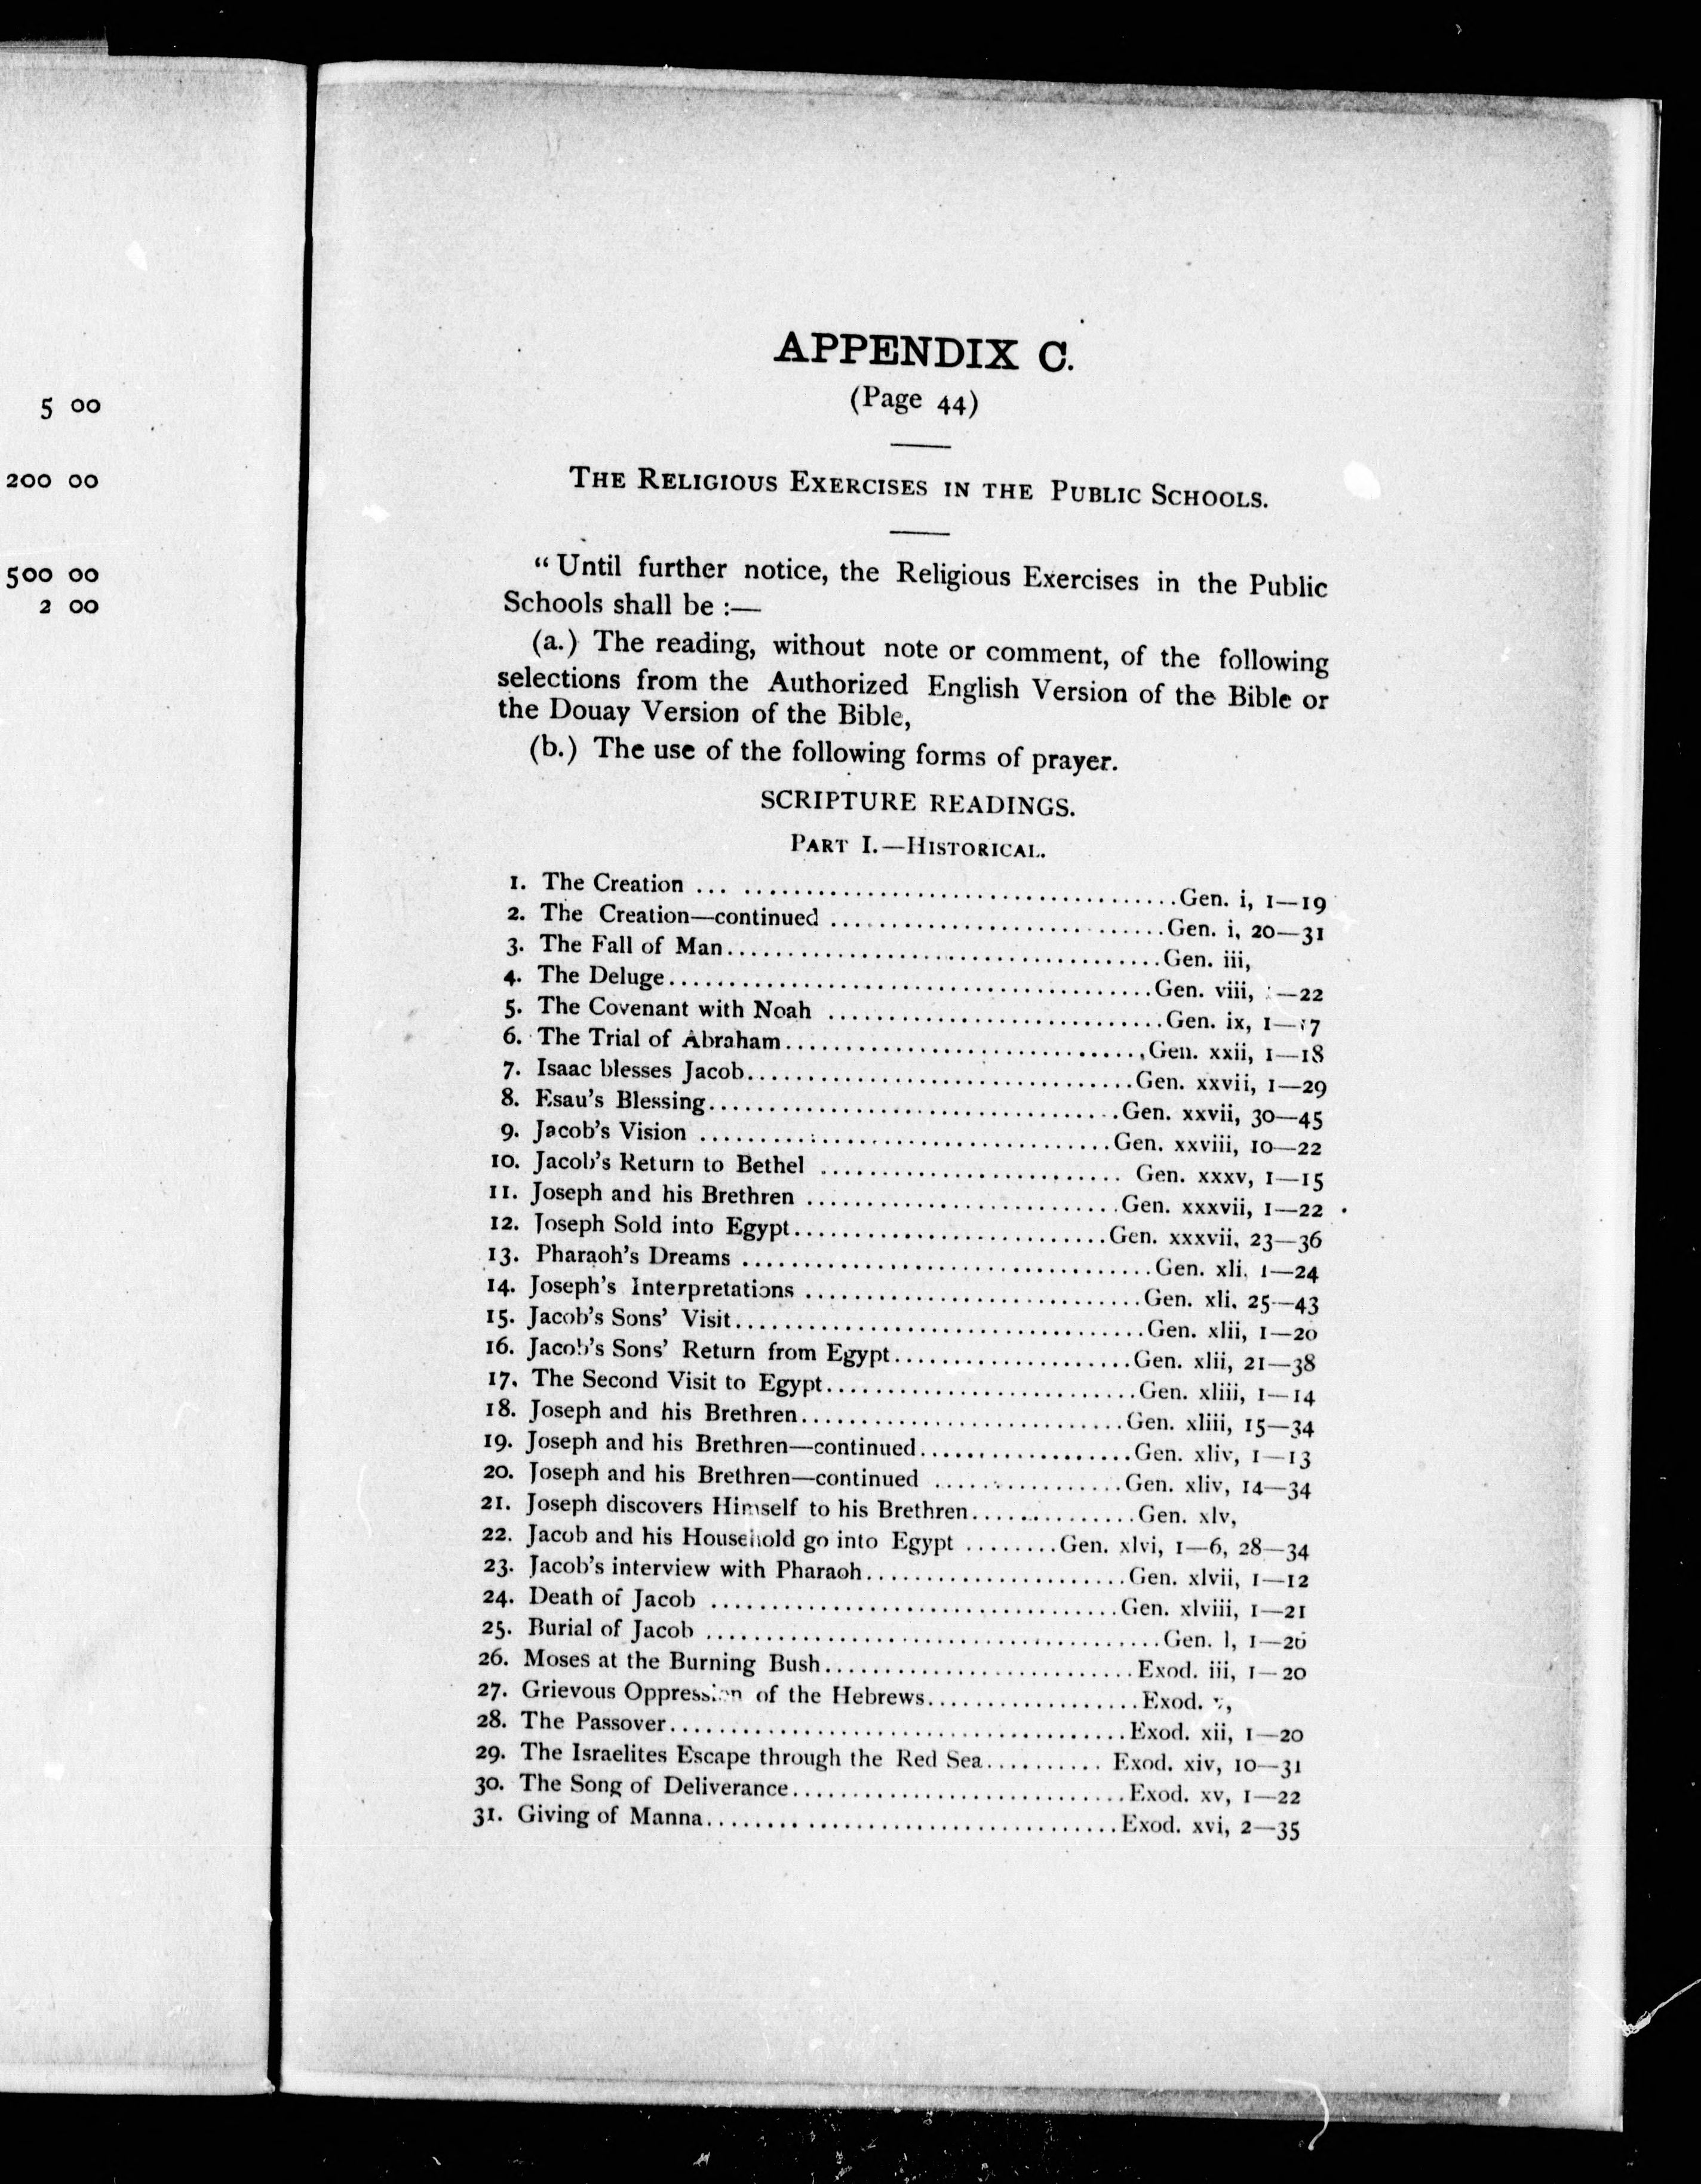 5 00
200 00
500 00
2 00
APPENDIX C.
(Page 44)
THE RELIGIOUS EXERCISES IN THE PUBLIC SCHOOLS.
"Until further notice, the Religious Exercises in the Public
Schools shall be :—
(a.) The reading, without note or comment, of the following
selections from the Authorized English Version of the Bible or
the Douay Version of the Bible,
(b.) The use of the following forms of prayer.
SCRIPTURE READINGS.
PART I.—HISTORICAL.
1. The Creation ... ........................................Gen. i, 1—19
2. The Creation—continued ..............................Gen. i, 20—31
3. The Fall of Man........................................Gen. iii,
4. The Deluge.............................................Gen. viii, —22
5. The Covenant with Noah ..............................Gen. ix, 1—17
6. The Trial of Abraham.................................Gen. xxii, 1—18
7. Isaac blesses Jacob...................................Gen. xxvii, 1—29
8. Esau's Blessing......................................Gen. xxvii, 30—45
9. Jacob's Vision ......................................Gen. xxviii, 10—22
10. Jacob's Return to Bethel ............................ Gen. xxxv, 1—15
11. Joseph and his Brethren .............................Gen. xxxvii, 1—22
12. Joseph Sold into Egypt.............................Gen. xxxvii, 23—36
13. Pharaoh's Dreams ......................................Gen. xli, 1—24
14. Joseph's Interpretations ...............................Gen. xli, 25—43
15. Jacob's Sons' Visit......................................Gen. xlii, 1—20
16. Jacob's Sons' Return from Egypt......................Gen. xlii, 21—38
17. The Second Visit to Egypt.............................Gen. xliii, 1—14
18. Joseph and his Brethren..............................Gen. xliii, 15—34
19. Joseph and his Brethren—continued....................Gen. xliv, 1—13
20. Joseph and his Brethren—continued ..................Gen. xliv, 14—34
21. Joseph discovers Himself to his Brethren...............Gen. xlv,
22. Jacob and his Household go into Egypt ........Gen. xlvi, 1—6, 28—34
23. Jacob's interview with Pharaoh........................Gen. xlvii, 1—12
24. Death of Jacob ......................................Gen. xlviii, 1—21
25. Burial of Jacob ..........................................Gen. l, 1—26
26. Moses at the Burning Bush.............................Exod. iii, 1—20
27. Grievous Oppression of the Hebrews....................Exod. v,
28. The Passover..........................................Exod. xii, 1—20
29. The Israelites Escape through the Red Sea.......... Exod. xiv, 10—31
30. The Song of Deliverance...............................Exod. xv, 1—22
31. Giving of Manna......................................Exod. xvi, 2—35